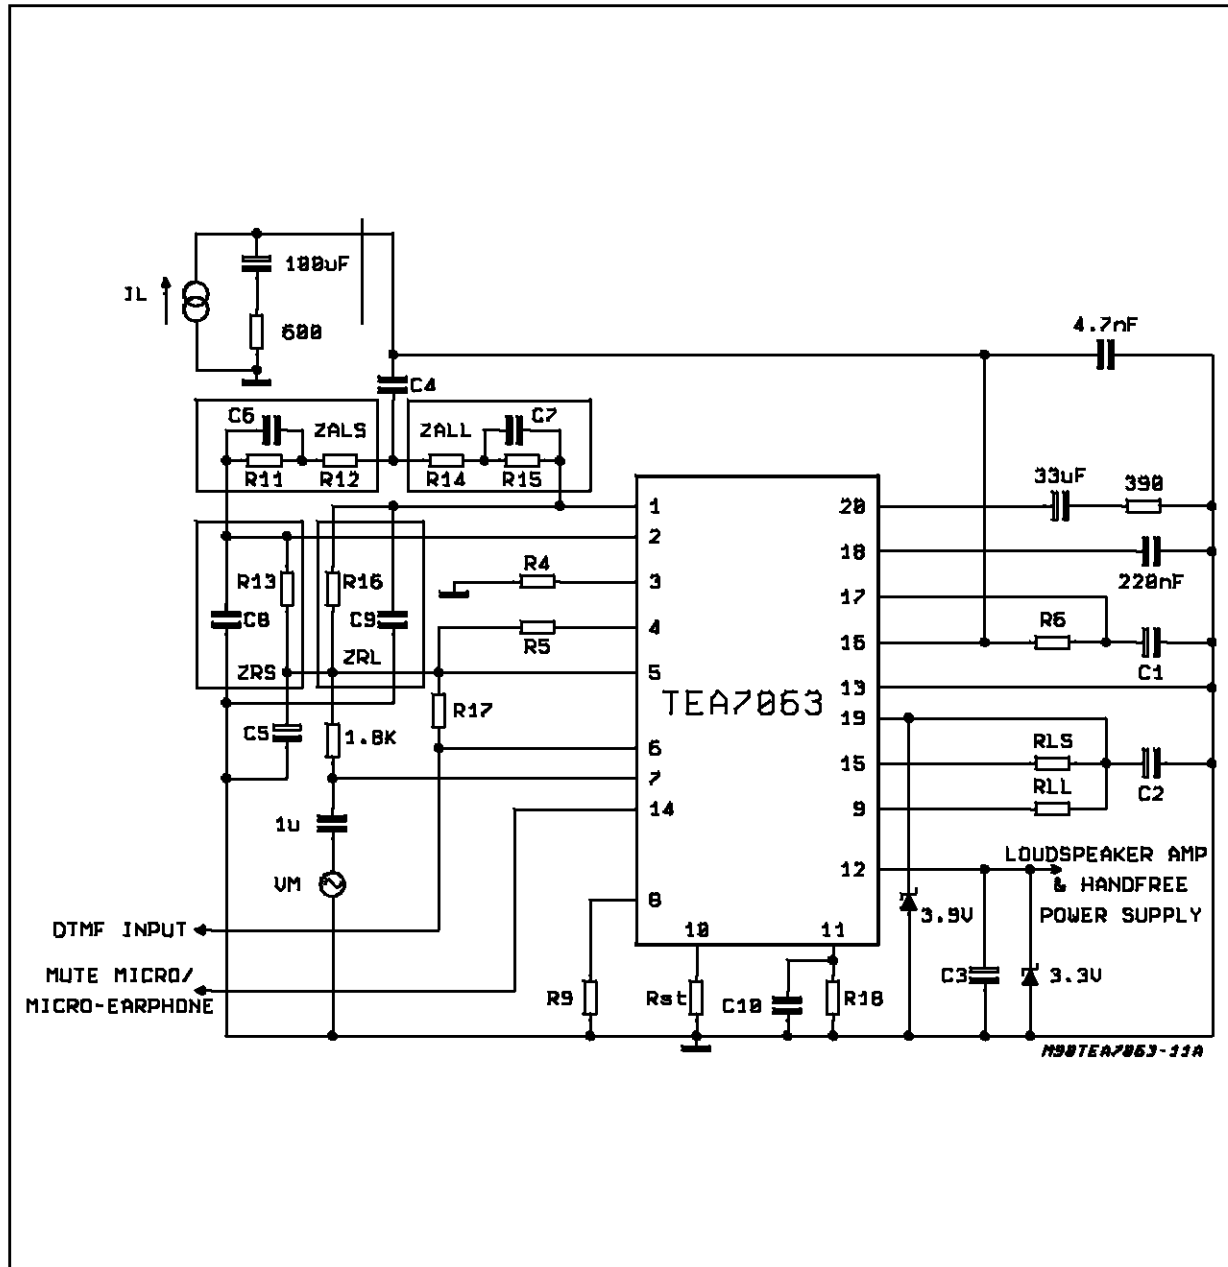 100uF
IL
600
4.7nF
C4
C6
ZALS
ZALL
C7
R11
R12
R14
R15
33uF
390
1
20
2
18
220nF
R4
R13
R16
3
17
R6
C8
C9
4
16
R5
C1
ZRS
ZRL
5
13
TEA7063
R17
19
C5
1.8K
RLS
6
15
7
RLL
C2
14
9
1u
LOUDSPEAKER AMP
12
& HANDFREE
VM
8
3.9V
POWER SUPPLY
DTMF INPUT
10
11
MUTE MICRO/
C3
3.3V
MICRO-EARPHONE
R9
Rst
C10
R18
M90TEA7063-11A